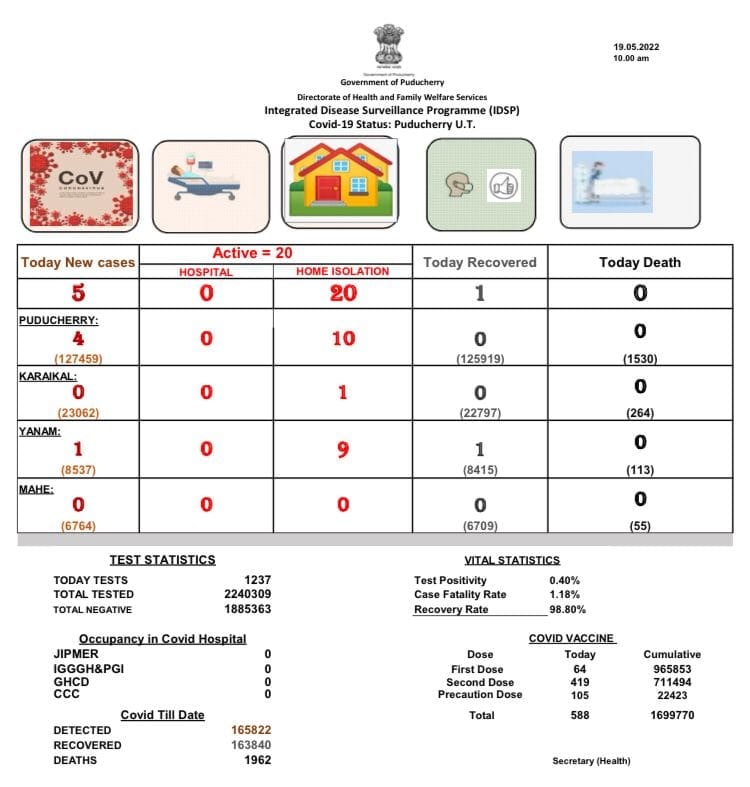 19.05.2022
10.00 am
Government of Puducherry
Government of Puducherry
Directorate of Health and Family Welfare Services
Integrated Disease Surveillance Programme (IDSP)
Covid-19 Status: Puducherry U.T.
CoV
CORONAVIRUS
Today New cases
Active = 20
HOSPITAL
HOME ISOLATION
Today Recovered
Today Death
5 0 20 1 0
PUDUCHERRY:
4 0 10 0 0
(127459) (125919) (1530)
KARAIKAL:
0 0 1 0 0
(23062) (22797) (264)
YANAM:
1 0 9 1 0
(8537) (8415) (113)
MAHE:
0 0 0 0 0
(6764) (6709) (55)
TEST STATISTICS
TODAY TESTS 1237
TOTAL TESTED 2240309
TOTAL NEGATIVE 1885363
VITAL STATISTICS
Test Positivity 0.40%
Case Fatality Rate 1.18%
Recovery Rate 98.80%
Occupancy in Covid Hospital
JIPMER 0
IGGGH&PGI 0
GHCD 0
CCC 0
COVID VACCINE
Dose Today Cumulative
First Dose 64 965853
Second Dose 419 711494
Precaution Dose 105 22423
Total 588 1699770
Covid Till Date
DETECTED 165822
RECOVERED 163840
DEATHS 1962
Secretary (Health)